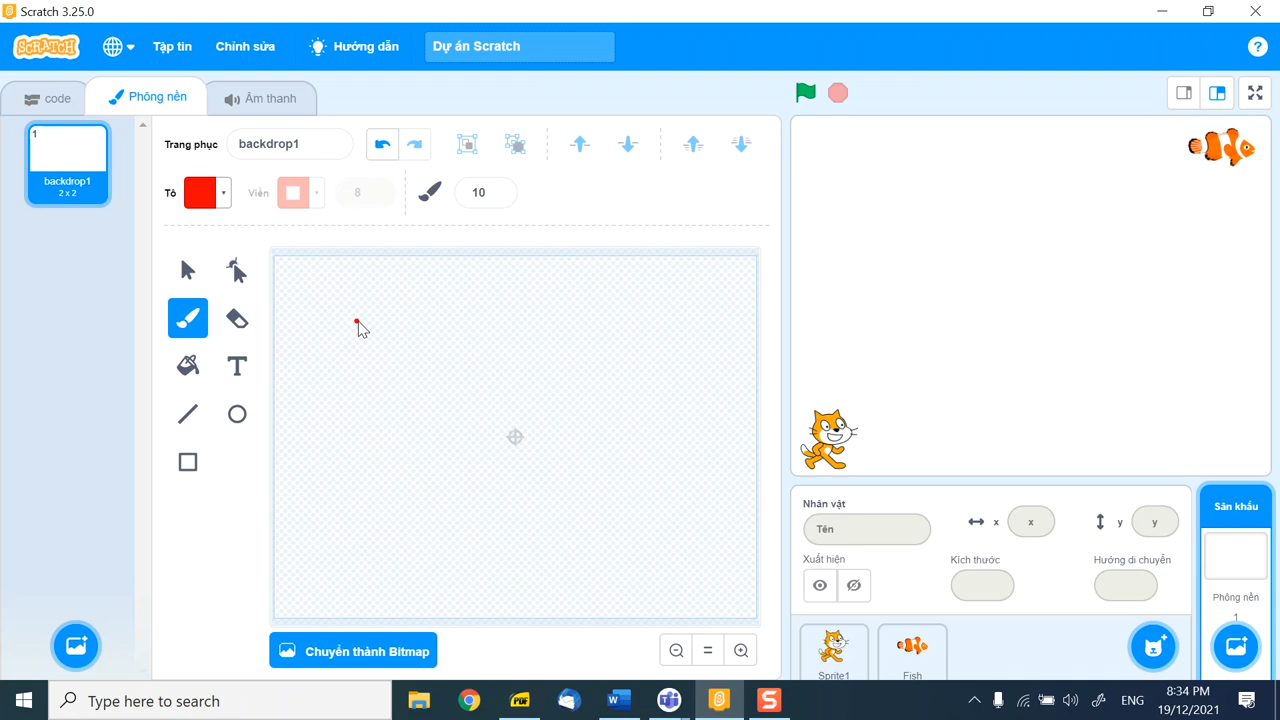 Scratch 3.25.0
SCRATCH
Tập tin
Chỉnh sửa
Hướng dẫn
Dự án Scratch
?
code
Phông nền
Âm thanh
1
backdrop1
2 x 2
Trang phục
backdrop1
Tô
Viền
8
10
Chuyển thành Bitmap
Nhân vật
Tên
x
x
y
y
Xuất hiện
Kích thước
Hướng di chuyển
Sprite1
Fish
Sân khấu
Phông nền
1
Type here to search
PDF
W
S
ENG
8:34 PM
19/12/2021